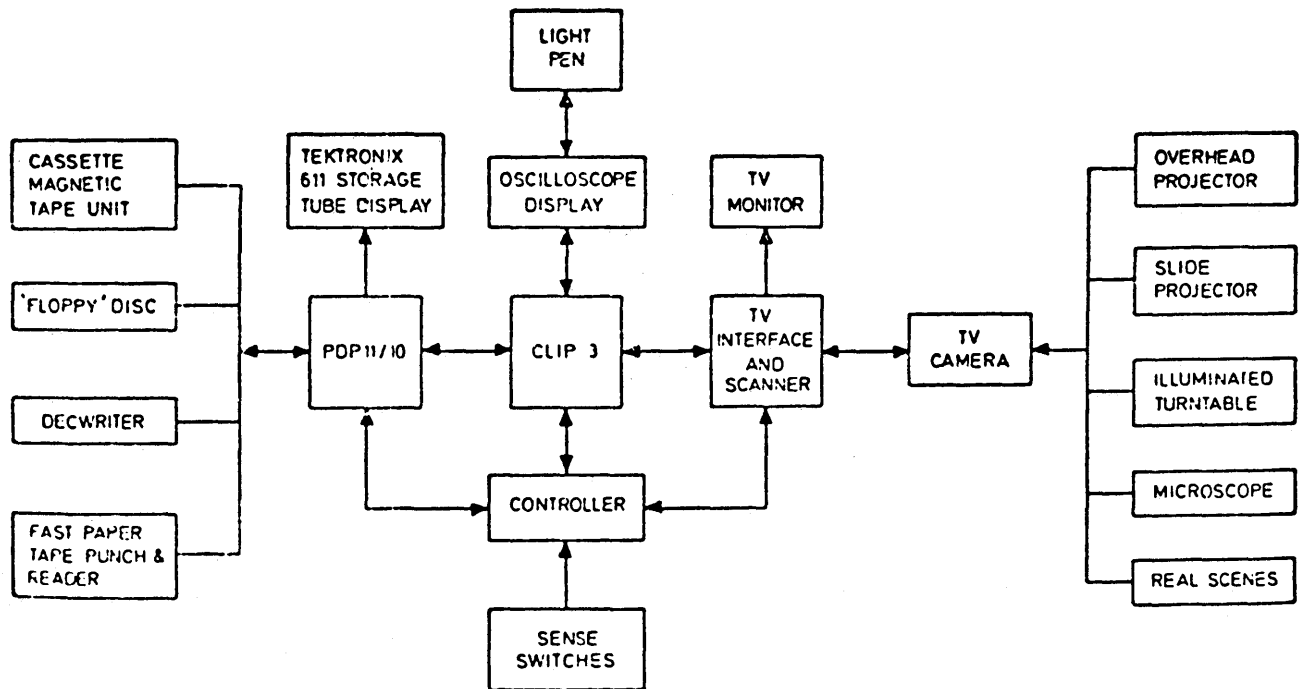 LIGHT
PEN
CASSETTE
MAGNETIC
TAPE UNIT
TEKTRONIX
611 STORAGE
TUBE DISPLAY
OSCILLOSCOPE
DISPLAY
TV
MONITOR
OVERHEAD
PROJECTOR
'FLOPPY' DISC
SLIDE
PROJECTOR
PDP11/10
CLIP 3
TV
INTERFACE
AND
SCANNER
TV
CAMERA
ILLUMINATED
TURNTABLE
DECWRITER
CONTROLLER
MICROSCOPE
FAST PAPER
TAPE PUNCH &
READER
REAL SCENES
SENSE
SWITCHES